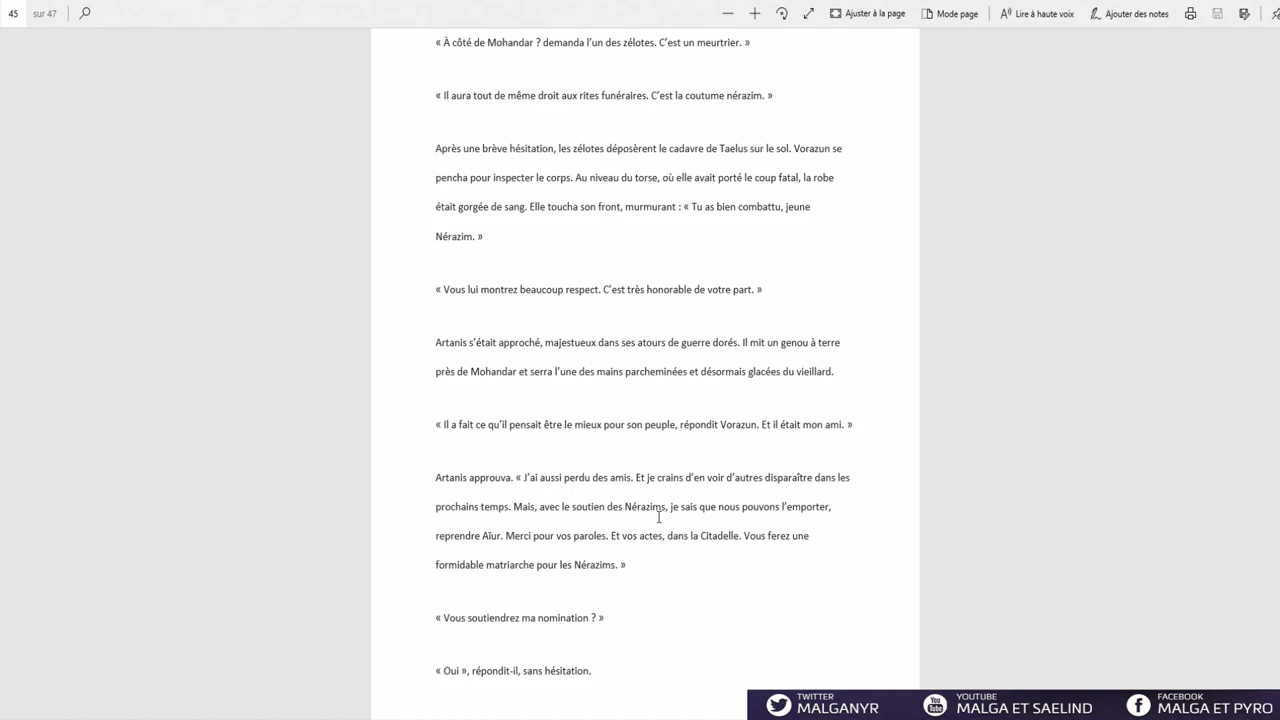 45 sur 47 Ajuster à la page Mode page Lire à haute voix Ajouter des notes
« À côté de Mohandar ? demanda l’un des zélotes. C’est un meurtrier. »
« Il aura tout de même droit aux rites funéraires. C’est la coutume nérazim. »
Après une brève hésitation, les zélotes déposèrent le cadavre de Taelus sur le sol. Vorazun se
pencha pour inspecter le corps. Au niveau du torse, où elle avait porté le coup fatal, la robe
était gorgée de sang. Elle toucha son front, murmurant : « Tu as bien combattu, jeune
Nérazim. »
« Vous lui montrez beaucoup respect. C’est très honorable de votre part. »
Artanis s’était approché, majestueux dans ses atours de guerre dorés. Il mit un genou à terre
près de Mohandar et serra l’une des mains parcheminées et désormais glacées du vieillard.
« Il a fait ce qu’il pensait être le mieux pour son peuple, répondit Vorazun. Et il était mon ami. »
Artanis approuva. « J’ai aussi perdu des amis. Et je crains d’en voir d’autres disparaître dans les
prochains temps. Mais, avec le soutien des Nérazims, je sais que nous pouvons l’emporter,
reprendre Aïur. Merci pour vos paroles. Et vos actes, dans la Citadelle. Vous ferez une
formidable matriarche pour les Nérazims. »
« Vous soutiendrez ma nomination ? »
« Oui », répondit-il, sans hésitation.
TWITTER
MALGANYR
YOUTUBE
MALGA ET SAELIND
FACEBOOK
MALGA ET PYRO